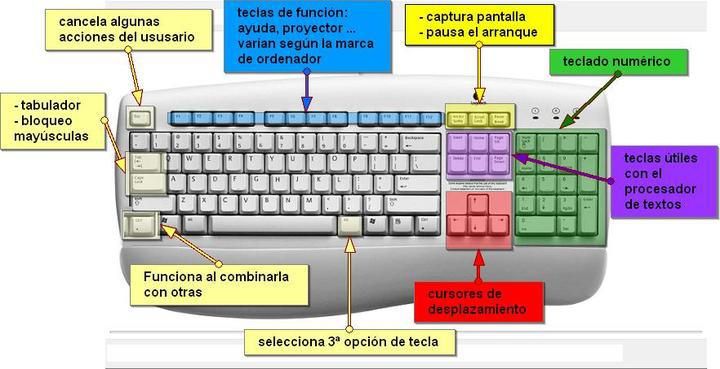 cancela algunas
acciones del ususario
teclas de función:
ayuda, proyector ...
varian según la marca
de ordenador
- captura pantalla
- pausa el arranque
teclado numérico
- tabulador
- bloqueo
mayúsculas
teclas útiles
con el
procesador
de textos
Funciona al combinarla
con otras
cursores de
desplazamiento
selecciona 3ª opción de tecla